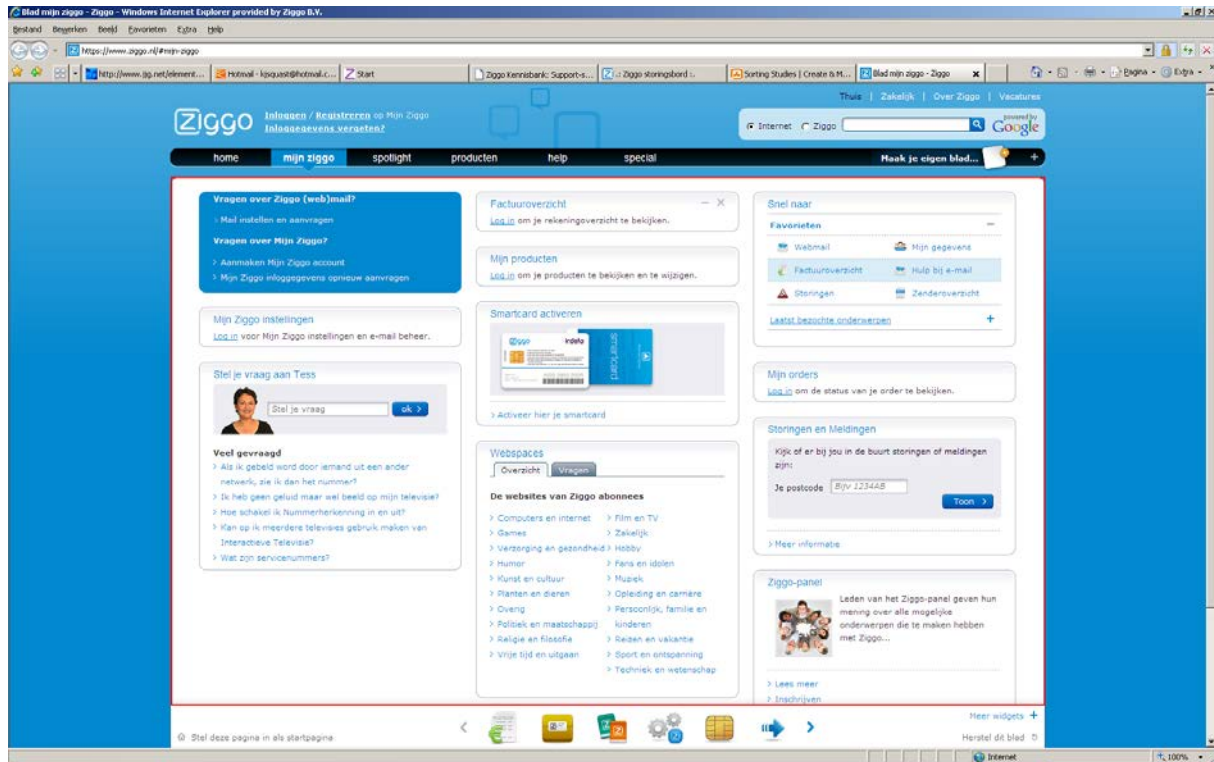 Blad mijn ziggo - Ziggo - Windows Internet Explorer provided by Ziggo B.V.
Bestand Bewerken Beeld Favorieten Extra Help
https://www.ziggo.nl/#mijn-ziggo
http://www.jjg.net/element... Hotmail - kjsquast@hotmail.c... Start Ziggo Kennisbank: Support-s... .: Ziggo storingsbord :. Sorting Studies | Create & M... Blad mijn ziggo - Ziggo Pagina Extra
Thuis | Zakelijk | Over Ziggo | Vacatures
ziggo
Inloggen / Registreren op Mijn Ziggo
Inloggegevens vergeten?
Internet Ziggo
powered by Google
home mijn ziggo spotlight producten help special Maak je eigen blad... +
Vragen over Ziggo (web)mail?
> Mail instellen en aanvragen
Vragen over Mijn Ziggo?
> Aanmaken Mijn Ziggo account
> Mijn Ziggo inloggegevens opnieuw aanvragen
Mijn Ziggo instellingen
Log in voor Mijn Ziggo instellingen en e-mail beheer.
Stel je vraag aan Tess
Stel je vraag ok >
Veel gevraagd
> Als ik gebeld word door iemand uit een ander
netwerk, zie ik dan het nummer?
> Ik heb geen geluid maar wel beeld op mijn televisie?
> Hoe schakel ik Nummerherkenning in en uit?
> Kan op ik meerdere televisies gebruik maken van
Interactieve Televisie?
> Wat zijn servicenummers?
Factuuroverzicht
Log in om je rekeningoverzicht te bekijken.
Mijn producten
Log in om je producten te bekijken en te wijzigen.
Smartcard activeren
Ziggo irdeto
smartcard
> Activeer hier je smartcard
Webspaces
Overzicht Vragen
De websites van Ziggo abonnees
> Computers en internet
> Games
> Verzorging en gezondheid
> Humor
> Kunst en cultuur
> Planten en dieren
> Overig
> Politiek en maatschappij
> Religie en filosofie
> Vrije tijd en uitgaan
> Film en TV
> Zakelijk
> Hobby
> Fans en idolen
> Muziek
> Opleiding en carrière
> Persoonlijk, familie en
kinderen
> Reizen en vakantie
> Sport en ontspanning
> Techniek en wetenschap
Snel naar
Favorieten
Webmail Mijn gegevens
Factuuroverzicht Hulp bij e-mail
Storingen Zenderoverzicht
Laatst bezochte onderwerpen +
Mijn orders
Log in om de status van je order te bekijken.
Storingen en Meldingen
Kijk of er bij jou in de buurt storingen of meldingen
zijn:
Je postcode Bijv 1234AB
Toon >
> Meer informatie
Ziggo-panel
Leden van het Ziggo-panel geven hun
mening over alle mogelijke
onderwerpen die te maken hebben
met Ziggo...
> Lees meer
> Inschrijven
Meer widgets +
Stel deze pagina in als startpagina
Herstel dit blad
Internet 100%